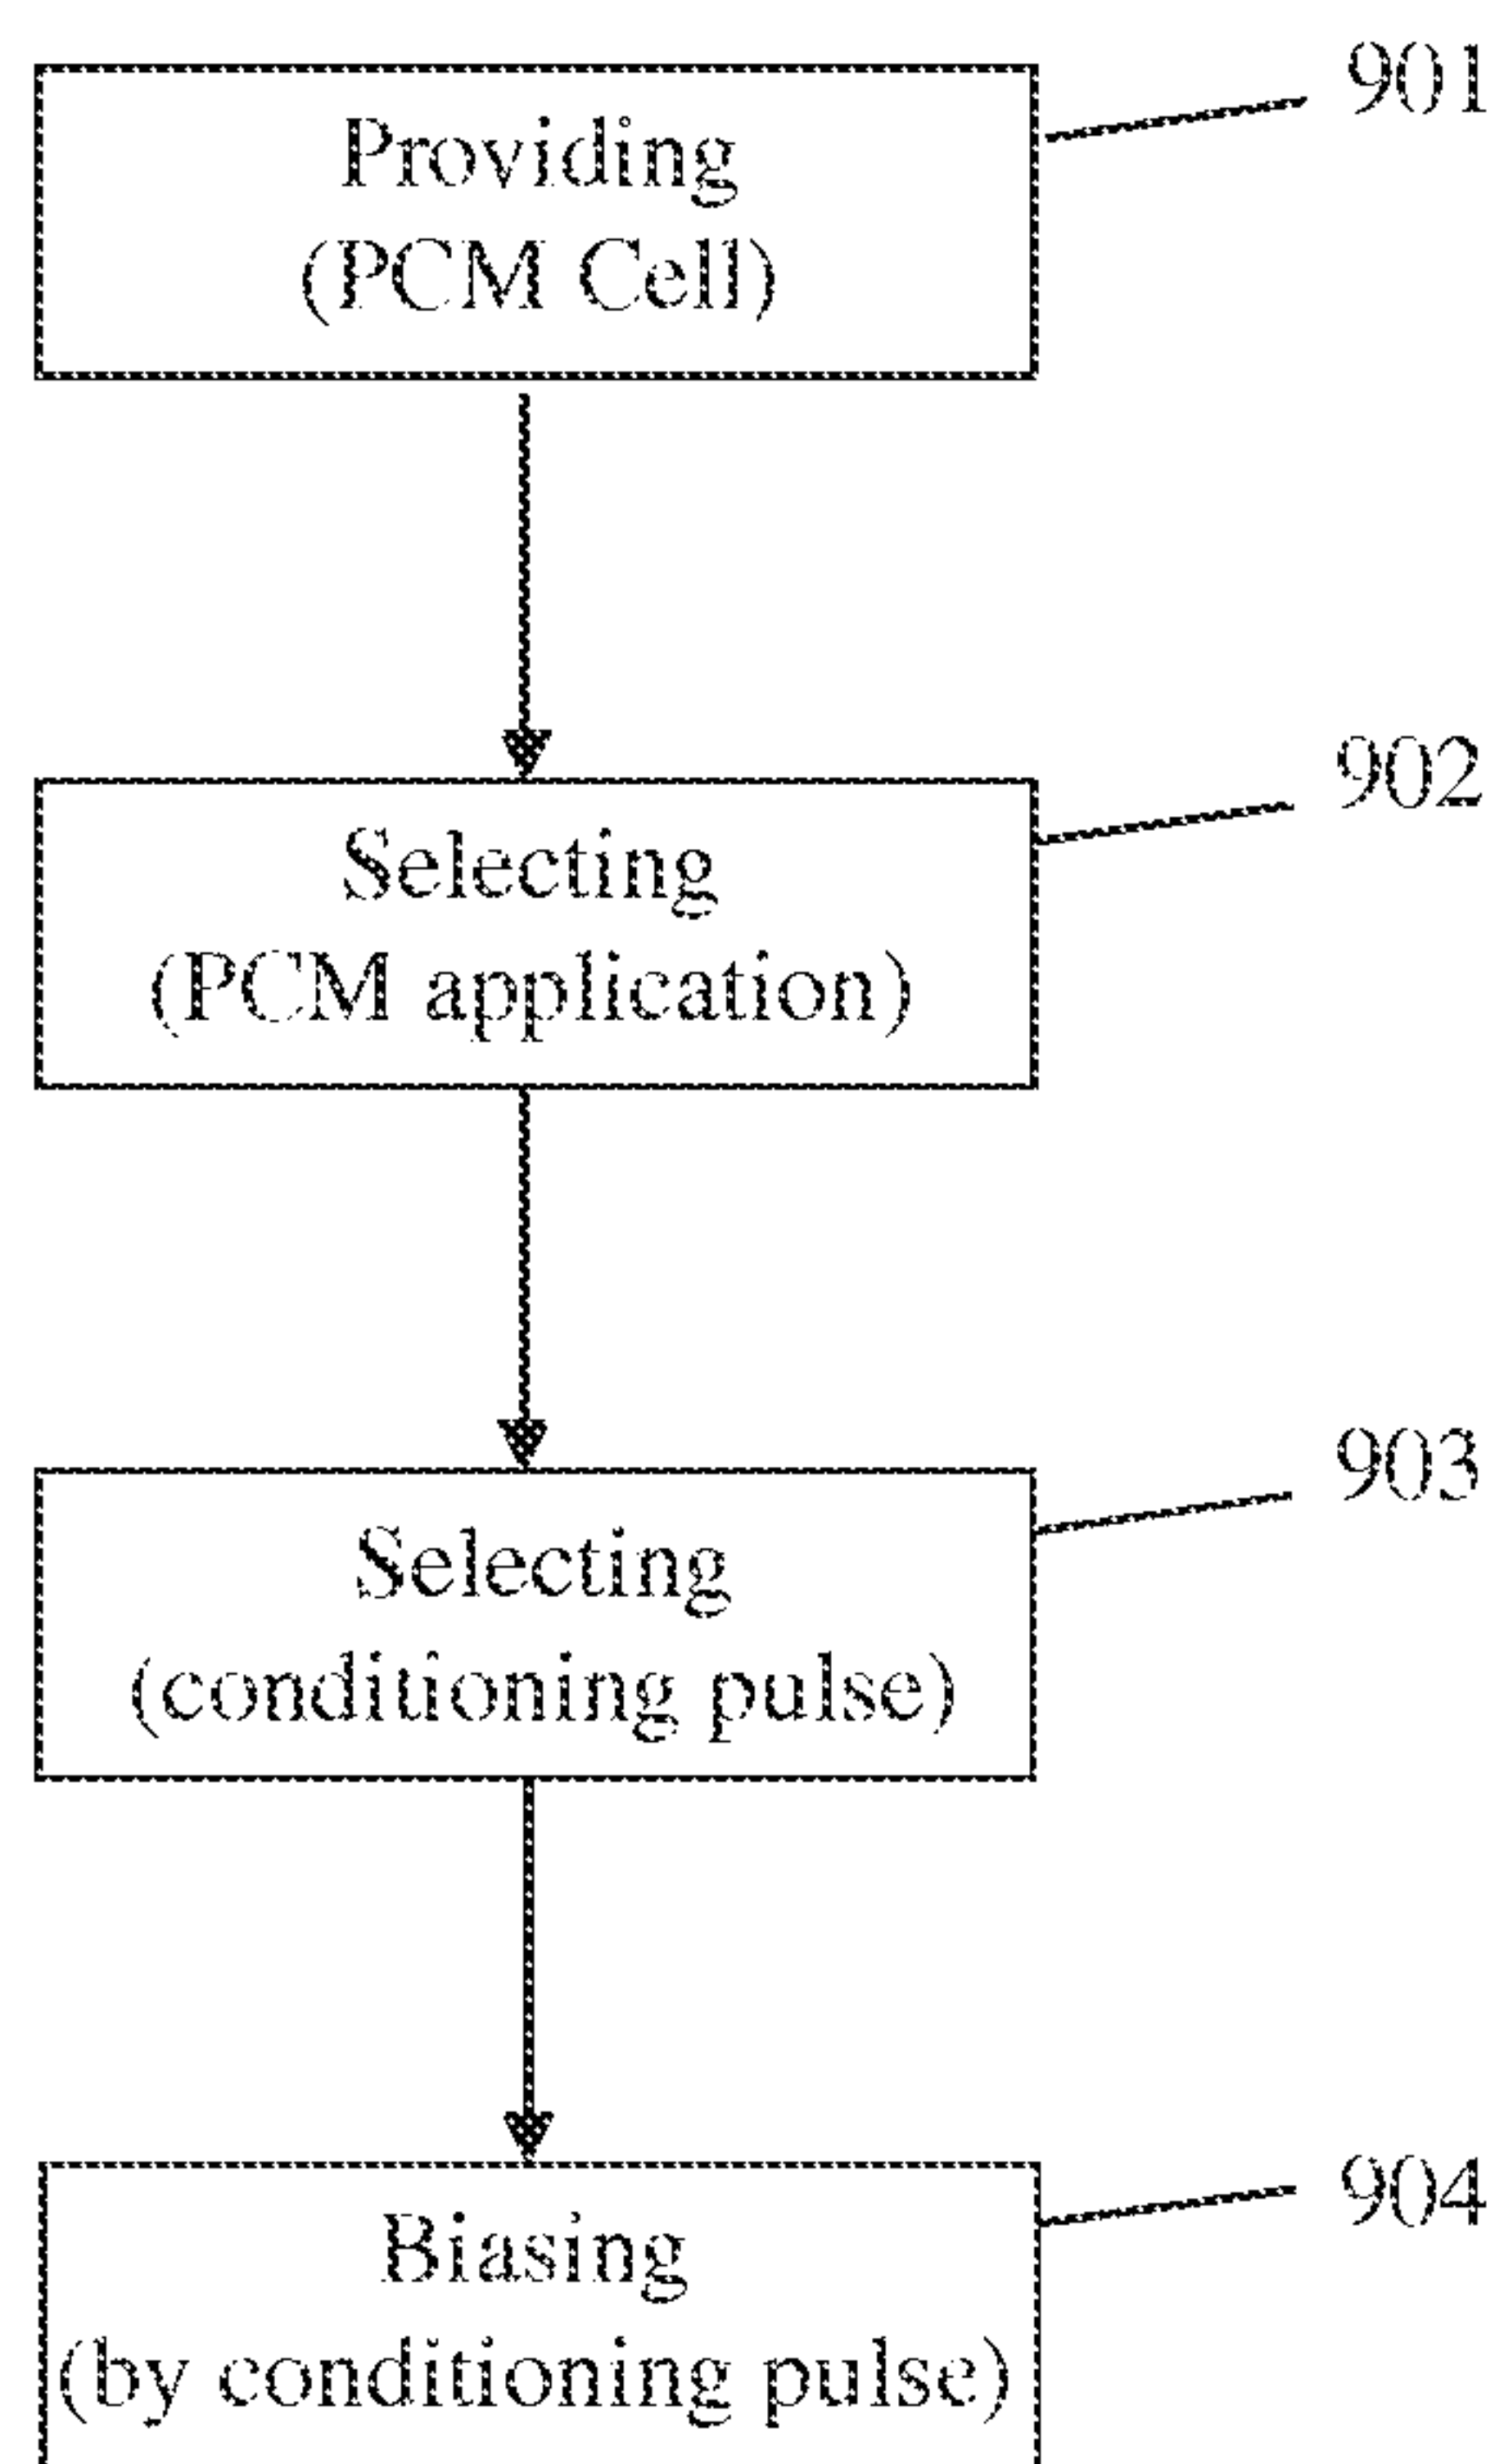 901
Providing
(PCM Cell)
902
Selecting
(PCM application)
903
Selecting
(conditioning pulse)
904
Biasing
(by conditioning pulse)